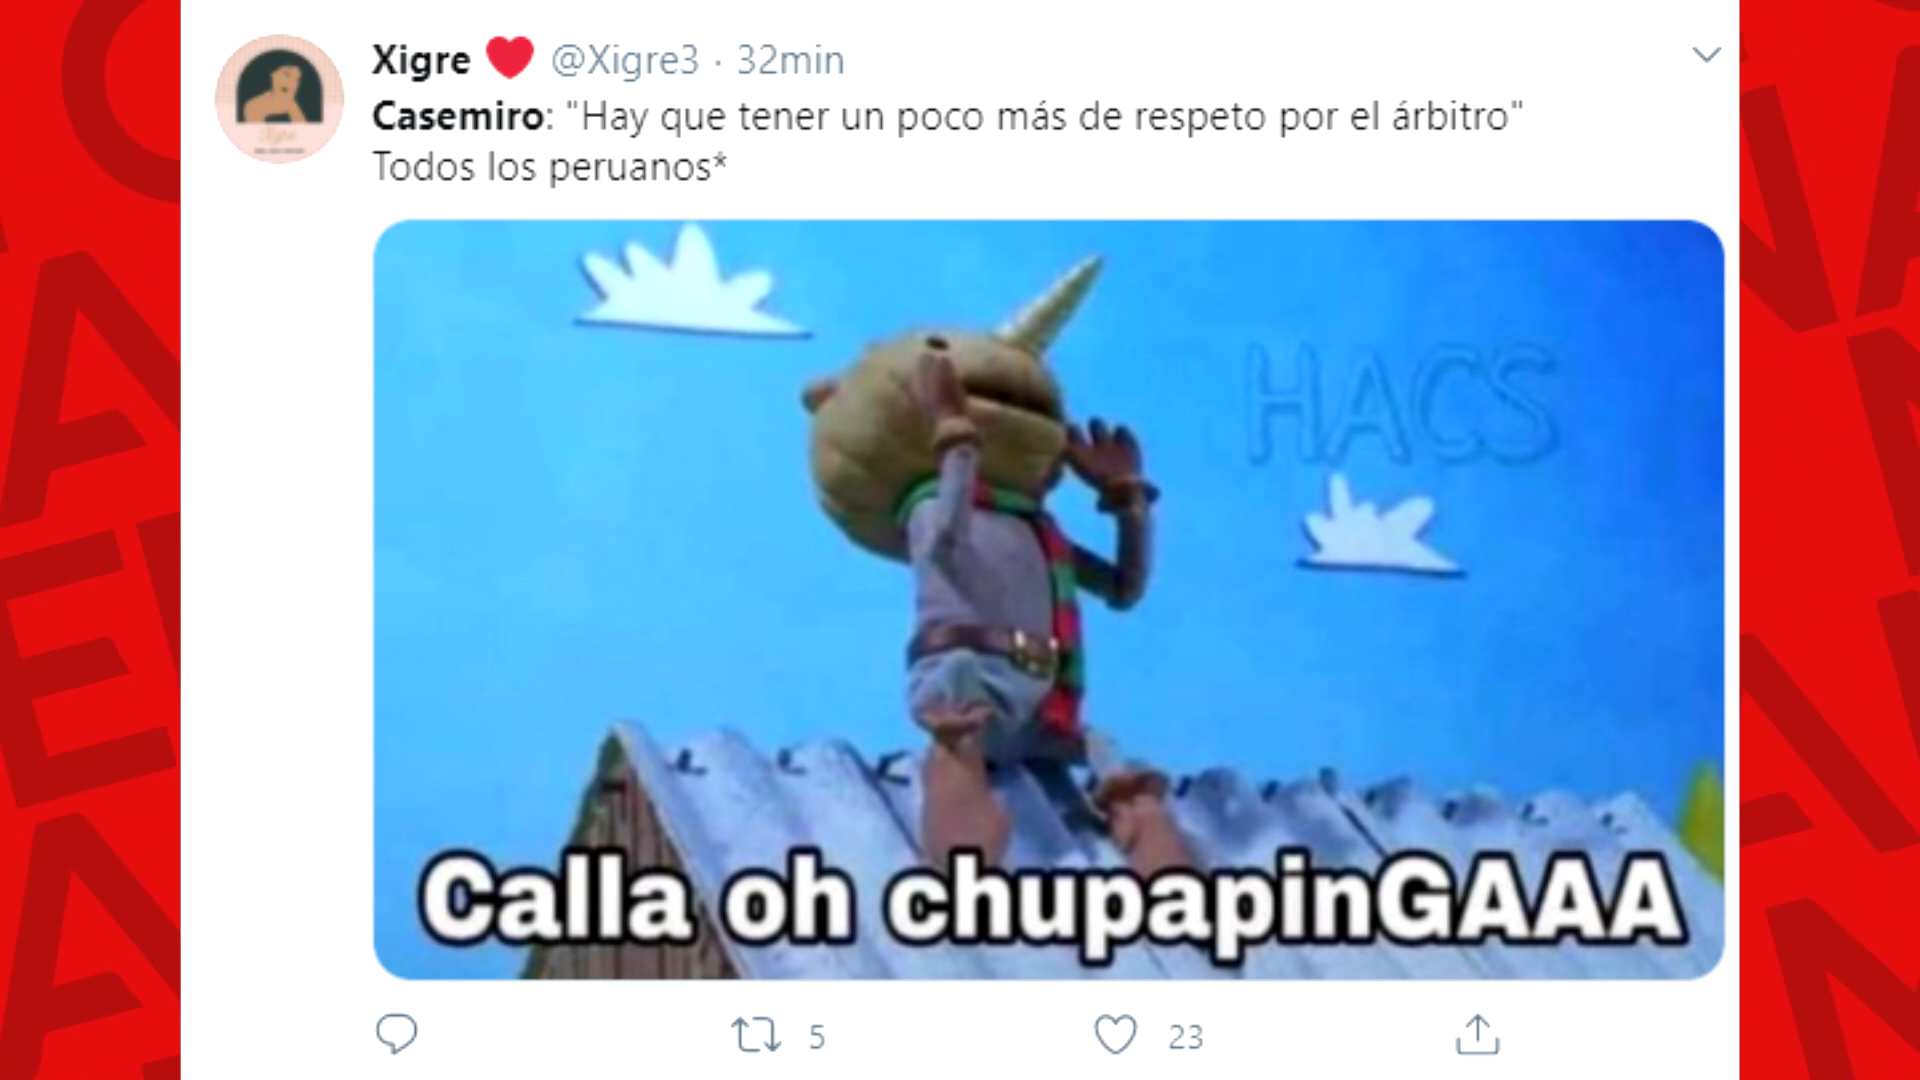 Xigre ❤️ @Xigre3 · 32min
Casemiro: "Hay que tener un poco más de respeto por el árbitro"
Todos los peruanos*
HACS
Calla oh chupapinGAAA
5 23